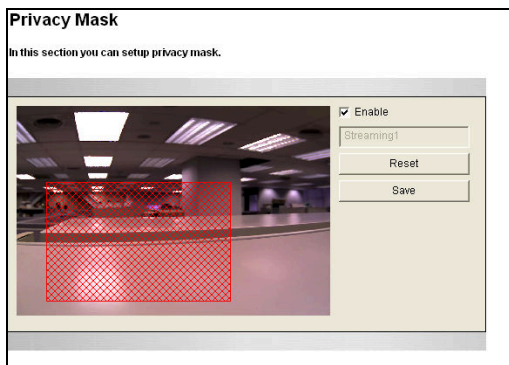 Privacy Mask
In this section you can setup privacy mask.
Enable
Streaming1
Reset
Save